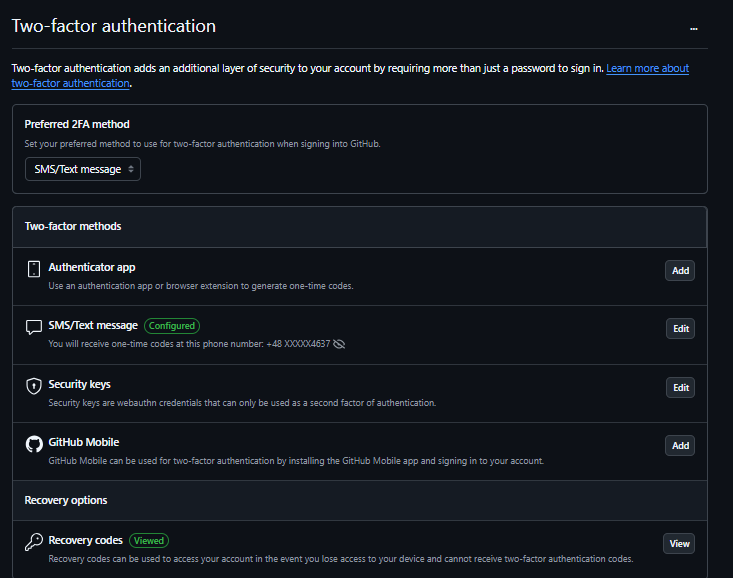 Two-factor authentication
...
Two-factor authentication adds an additional layer of security to your account by requiring more than just a password to sign in. Learn more about
two-factor authentication.
Preferred 2FA method
Set your preferred method to use for two-factor authentication when signing into GitHub.
SMS/Text message
Two-factor methods
Authenticator app
Add
Use an authentication app or browser extension to generate one-time codes.
SMS/Text message Configured
Edit
You will receive one-time codes at this phone number: +48 XXXXX4637
Security keys
Edit
Security keys are webauthn credentials that can only be used as a second factor of authentication.
GitHub Mobile
Add
GitHub Mobile can be used for two-factor authentication by installing the GitHub Mobile app and signing in to your account.
Recovery options
Recovery codes Viewed
View
Recovery codes can be used to access your account in the event you lose access to your device and cannot receive two-factor authentication codes.